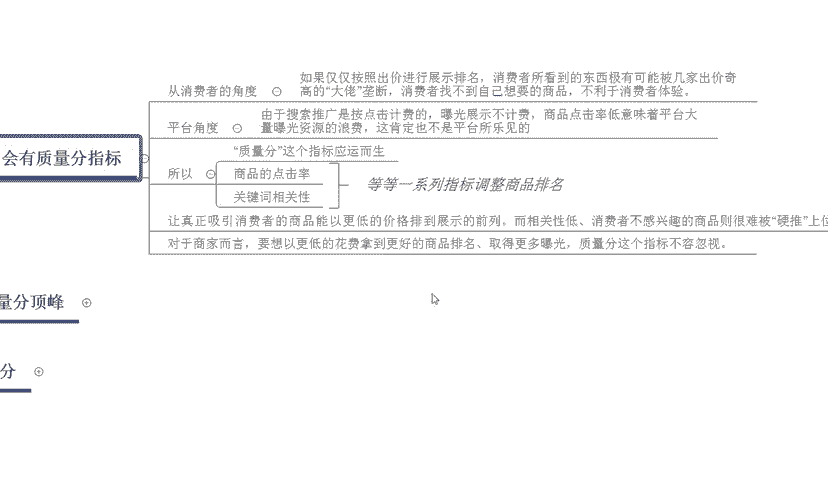 如果仅仅按照出价进行展示排名，消费者所看到的东西极有可能被几家出价奇
从消费者的角度
高的“大佬”垄断，消费者找不到自己想要的商品，不利于消费者体验。
由于搜索推广是按点击计费的，曝光展示不计费，商品点击率低意味着平台大
平台角度
量曝光资源的浪费，这肯定也不是平台所乐见的
会有质量分指标
“质量分”这个指标应运而生
所以
商品的点击率
等等一系列指标调整商品排名
关键词相关性
让真正吸引消费者的商品能以更低的价格排到展示的前列。而相关性低、消费者不感兴趣的商品则很难被“硬推”上位
对于商家而言，要想以更低的花费拿到更好的商品排名、取得更多曝光，质量分这个指标不容忽视。
量分顶峰
分